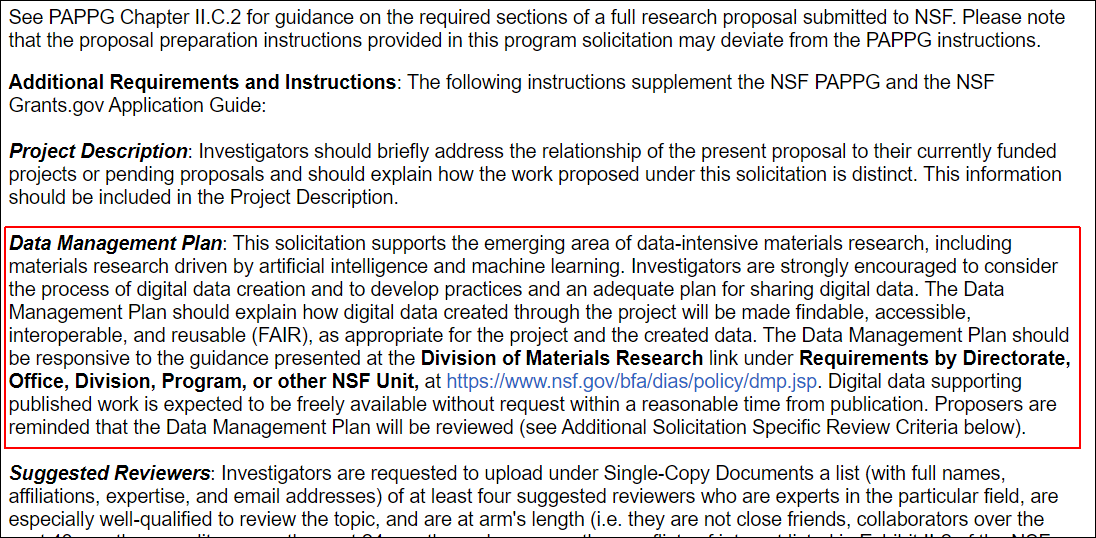 See PAPPG Chapter II.C.2 for guidance on the required sections of a full research proposal submitted to NSF. Please note
that the proposal preparation instructions provided in this program solicitation may deviate from the PAPPG instructions.
Additional Requirements and Instructions: The following instructions supplement the NSF PAPPG and the NSF
Grants.gov Application Guide:
Project Description: Investigators should briefly address the relationship of the present proposal to their currently funded
projects or pending proposals and should explain how the work proposed under this solicitation is distinct. This information
should be included in the Project Description.
Data Management Plan: This solicitation supports the emerging area of data-intensive materials research, including
materials research driven by artificial intelligence and machine learning. Investigators are strongly encouraged to consider
the process of digital data creation and to develop practices and an adequate plan for sharing digital data. The Data
Management Plan should explain how digital data created through the project will be made findable, accessible,
interoperable, and reusable (FAIR), as appropriate for the project and the created data. The Data Management Plan should
be responsive to the guidance presented at the Division of Materials Research link under Requirements by Directorate,
Office, Division, Program, or other NSF Unit, at https://www.nsf.gov/bfa/dias/policy/dmp.jsp. Digital data supporting
published work is expected to be freely available without request within a reasonable time from publication. Proposers are
reminded that the Data Management Plan will be reviewed (see Additional Solicitation Specific Review Criteria below).
Suggested Reviewers: Investigators are requested to upload under Single-Copy Documents a list (with full names,
affiliations, expertise, and email addresses) of at least four suggested reviewers who are experts in the particular field, are
especially well-qualified to review the topic, and are at arm's length (i.e. they are not close friends, collaborators over the